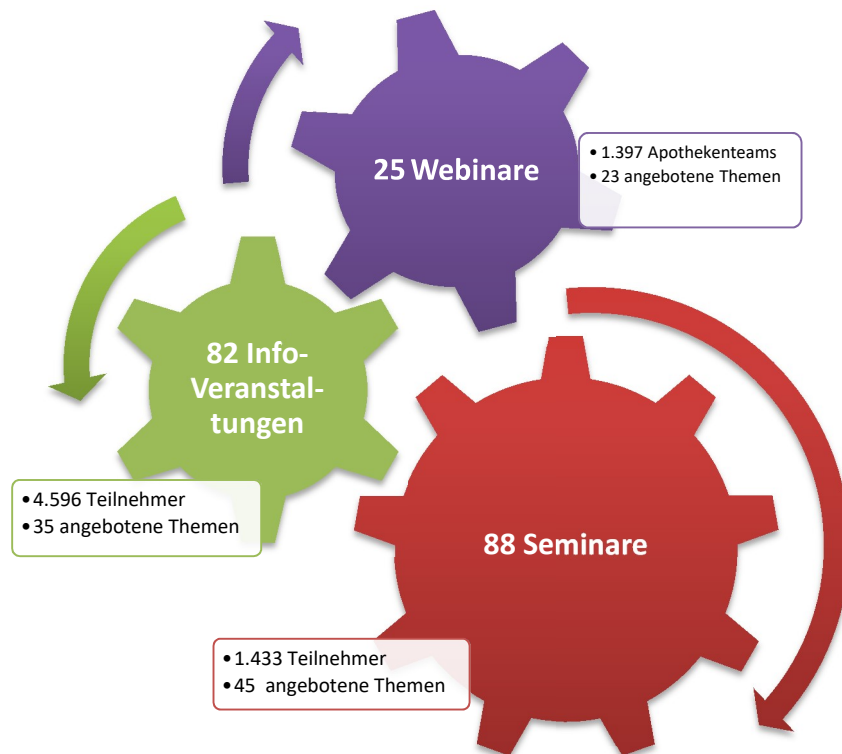 25 Webinare
• 1.397 Apothekenteams
• 23 angebotene Themen
82 Info-
Veranstal-
tungen
• 4.596 Teilnehmer
• 35 angebotene Themen
88 Seminare
• 1.433 Teilnehmer
• 45 angebotene Themen